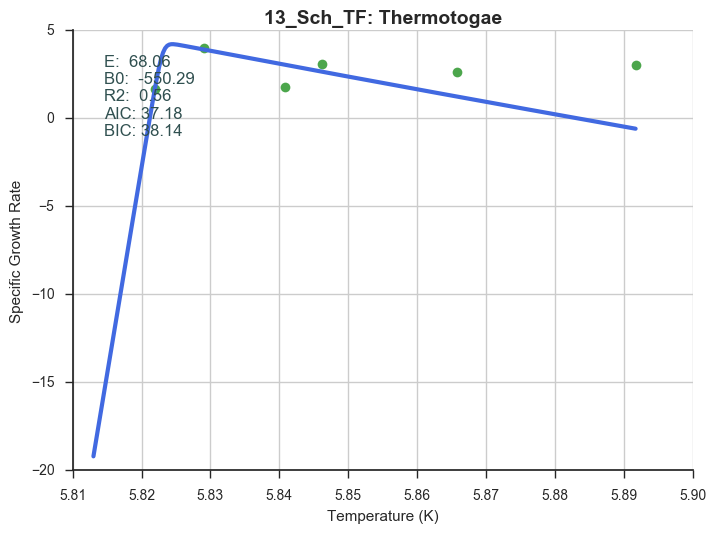 13_Sch_TF: Thermotogae
E: 68.06
B0: -550.29
R2: 0.66
AIC: 37.18
BIC: 38.14
5
0
−5
−10
−15
−20
Specific Growth Rate
5.81 5.82 5.83 5.84 5.85 5.86 5.87 5.88 5.89 5.90
Temperature (K)